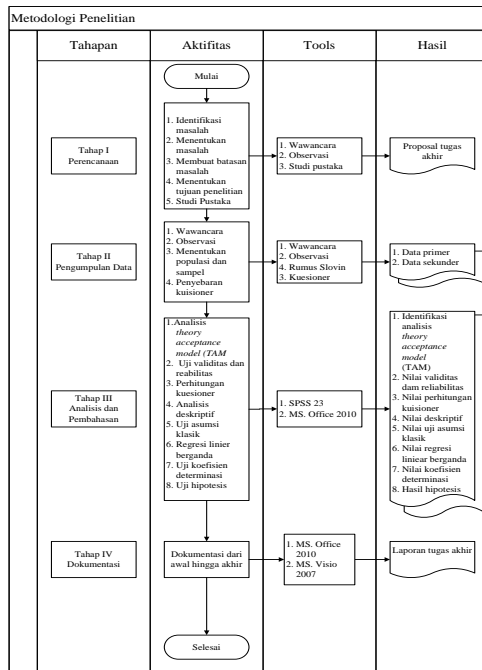 Metodologi Penelitian
Tahapan
Aktifitas
Tools
Hasil
Mulai
Tahap I
Perencanaan
1. Identifikasi
masalah
2. Menentukan
masalah
3. Membuat batasan
masalah
4. Menentukan
tujuan penelitian
5. Studi Pustaka
1. Wawancara
2. Observasi
3. Studi pustaka
Proposal tugas
akhir
Tahap II
Pengumpulan Data
1. Wawancara
2. Observasi
3. Menentukan
populasi dan
sampel
4. Penyebaran
kuisioner
1. Wawancara
2. Observasi
4. Rumus Slovin
3. Kuesioner
1. Data primer
2. Data sekunder
Tahap III
Analisis dan
Pembahasan
1.Analisis
theory
acceptance
model (TAM
2. Uji validitas dan
reabilitas
3. Perhitungan
kuesioner
4. Analisis
deskriptif
5. Uji asumsi
klasik
6. Regresi linier
berganda
7. Uji koefisien
determinasi
8. Uji hipotesis
1. SPSS 23
2. MS. Office 2010
1. Identifikasi
analisis
theory
acceptance
model
(TAM)
2. Nilai validitas
dam reliabilitas
3. Nilai perhitungan
kuisioner
4. Nilai deskriptif
5. Nilai uji asumsi
klasik
6. Nilai regresi
liniear berganda
7. Nilai koefisien
determinasi
8. Hasil hipotesis
Tahap IV
Dokumentasi
Dokumentasi dari
awal hingga akhir
1. MS. Office
2010
2. MS. Visio
2007
Laporan tugas akhir
Selesai